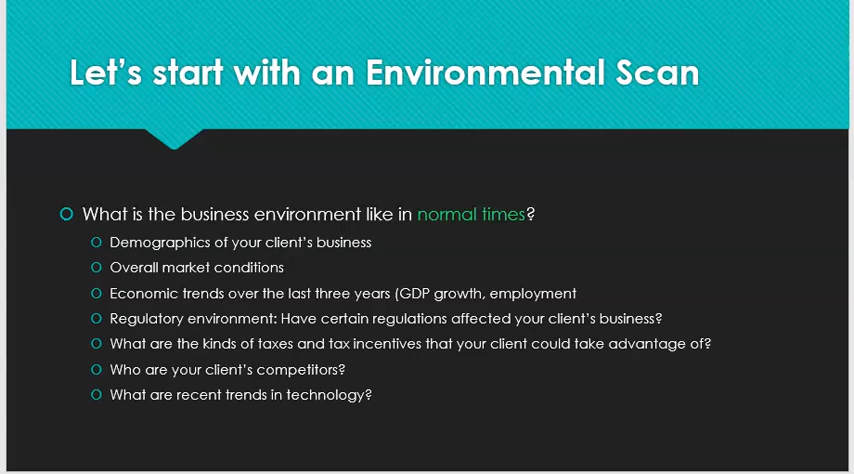 Let's start with an Environmental Scan
What is the business environment like in normal times?
Demographics of your client's business
Overall market conditions
Economic trends over the last three years (GDP growth, employment
Regulatory environment: Have certain regulations affected your client's business?
What are the kinds of taxes and tax incentives that your client could take advantage of?
Who are your client's competitors?
What are recent trends in technology?